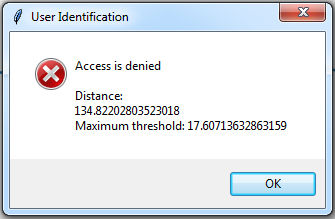 User Identification
Access is denied
Distance:
134.82202803523018
Maximum threshold: 17.60713632863159
OK